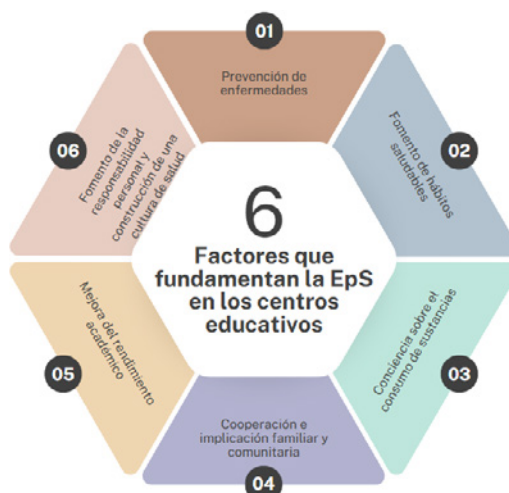 6
Factores que
fundamentan la EpS
en los centros
educativos
01
Prevención de
enfermedades
02
Fomento de hábitos
saludables
03
Conciencia sobre el
consumo de sustancias
04
Cooperación e
implicación familiar y
comunitaria
05
Mejora del rendimiento
académico
06
Fomento de la
responsabilidad
personal y
construcción de una
cultura de salud